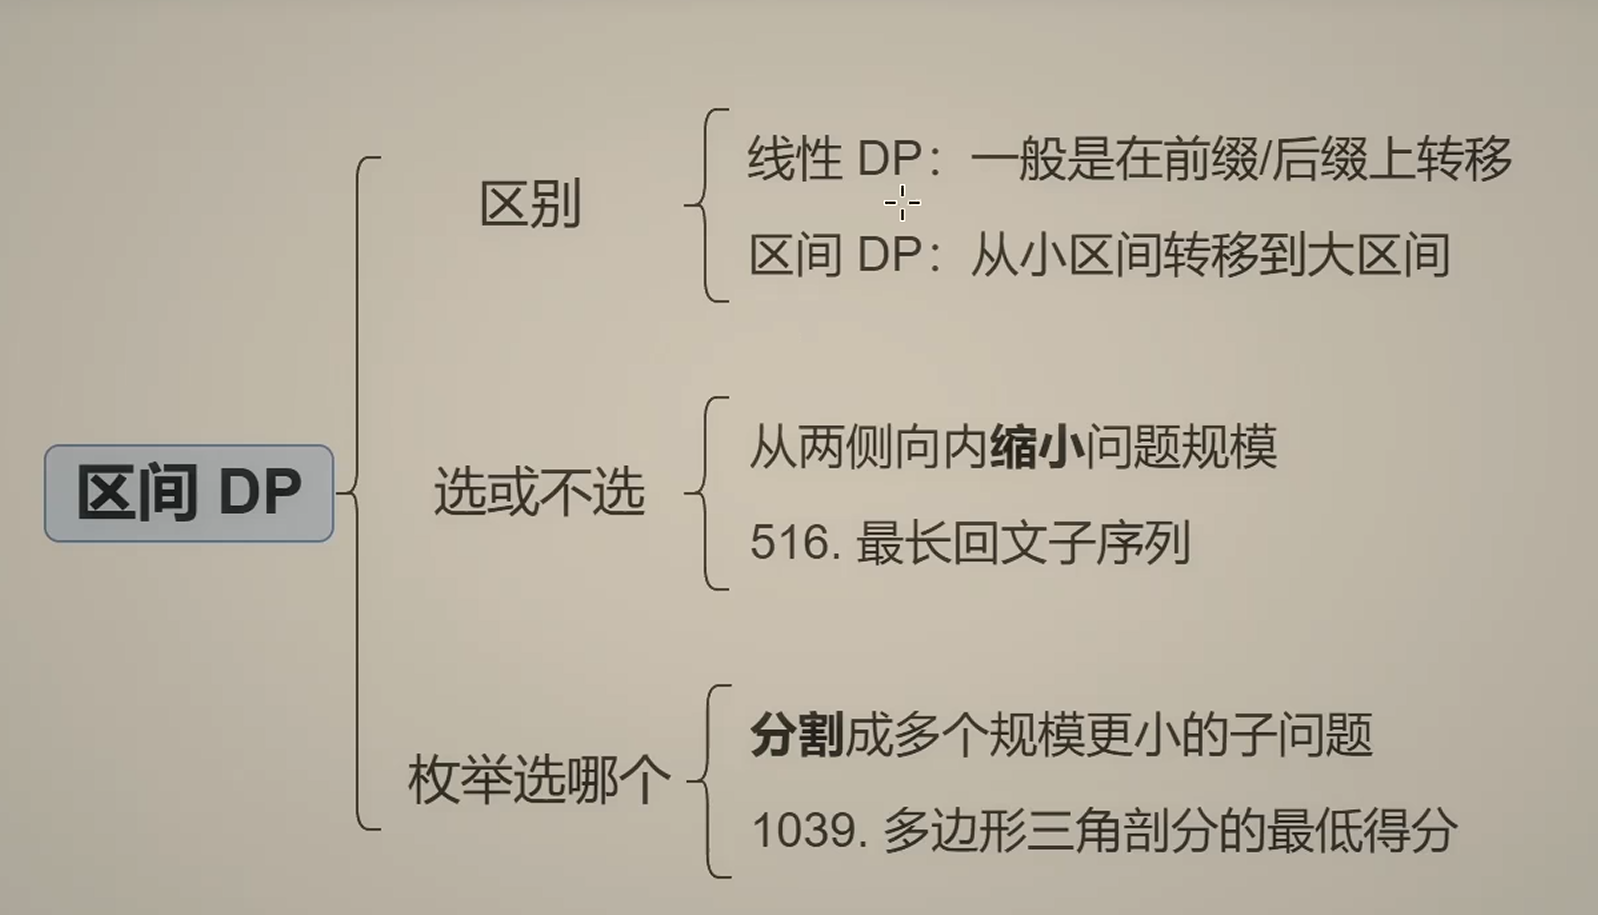 区间 DP
区别
线性 DP：一般是在前缀/后缀上转移
区间 DP：从小区间转移到大区间
选或不选
从两侧向内缩小问题规模
516. 最长回文子序列
枚举选哪个
分割成多个规模更小的子问题
1039. 多边形三角剖分的最低得分